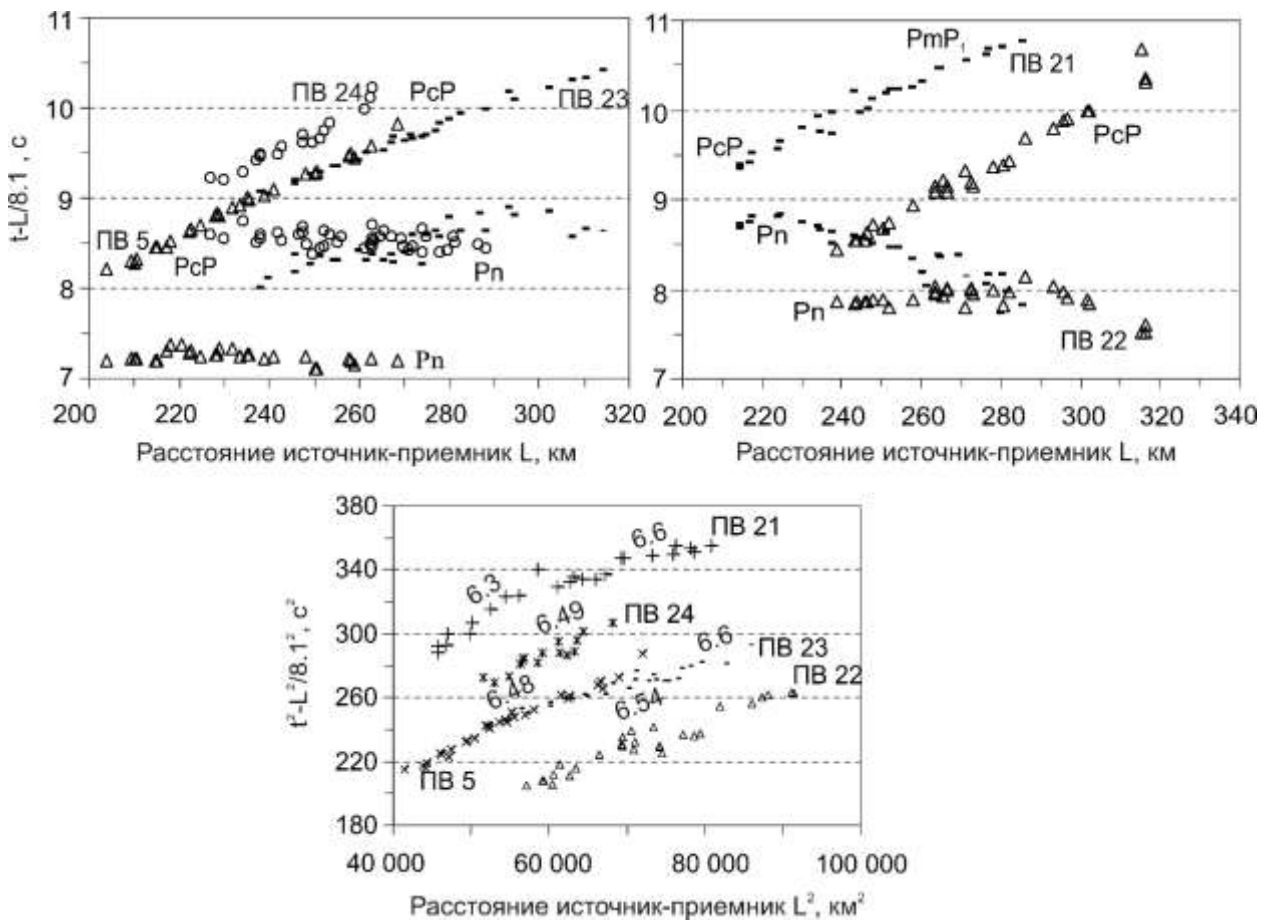 11
10
9
8
7
t-L/8.1 , с
ПВ 24
PcP
ПВ 23
ПВ 5
PcP
Pn
Pn
200 220 240 260 280 300 320
Расстояние источник-приемник L, км
11
10
9
8
7
PmP₁
ПВ 21
PcP
PcP
Pn
Pn
ПВ 22
200 220 240 260 280 300 320 340
Расстояние источник-приемник L, км
380
340
300
260
220
180
t²-L²/8.1², с²
6.6
ПВ 21
6.3
6.49
ПВ 24
6.6
ПВ 23
6.48
6.54
ПВ 22
ПВ 5
40 000 60 000 80 000 100 000
Расстояние источник-приемник L², км²